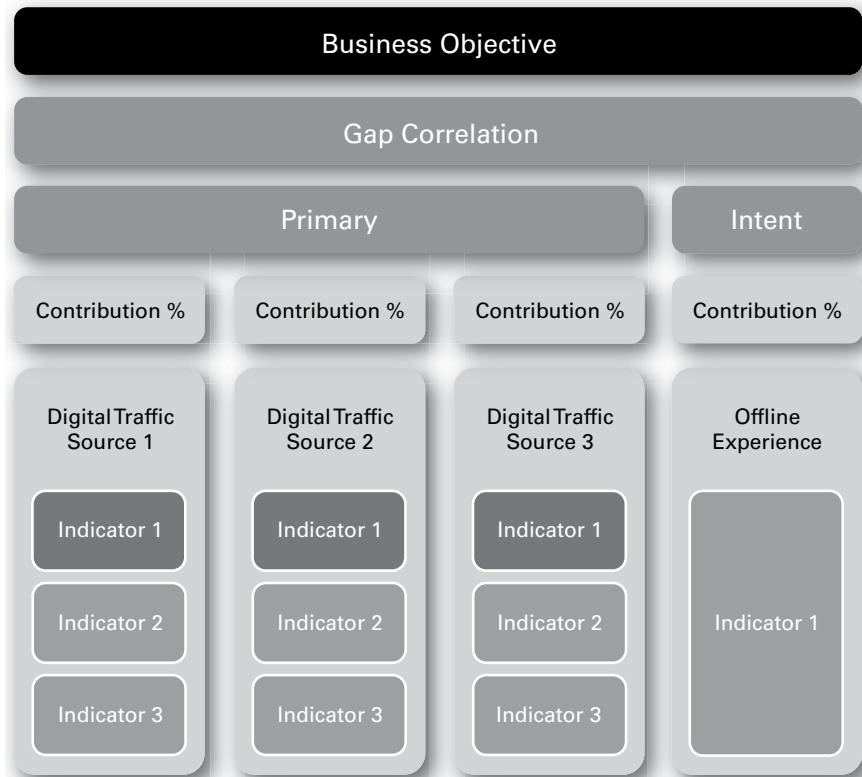 Business Objective
Gap Correlation
Primary
Intent
Contribution %
Contribution %
Contribution %
Contribution %
Digital Traffic
Source 1
Indicator 1
Indicator 2
Indicator 3
Digital Traffic
Source 2
Indicator 1
Indicator 2
Indicator 3
Digital Traffic
Source 3
Indicator 1
Indicator 2
Indicator 3
Offline
Experience
Indicator 1